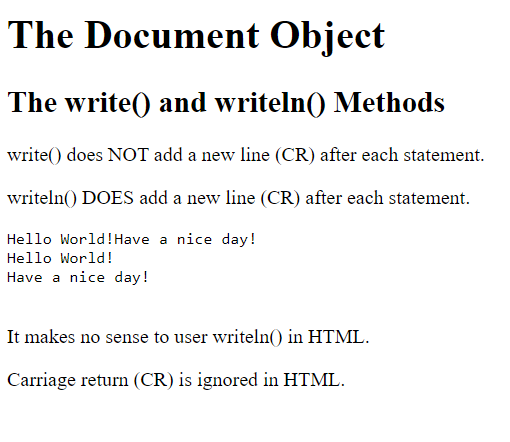 The Document Object
The write() and writeln() Methods
write() does NOT add a new line (CR) after each statement.
writeln() DOES add a new line (CR) after each statement.
Hello World!Have a nice day!
Hello World!
Have a nice day!
It makes no sense to user writeln() in HTML.
Carriage return (CR) is ignored in HTML.